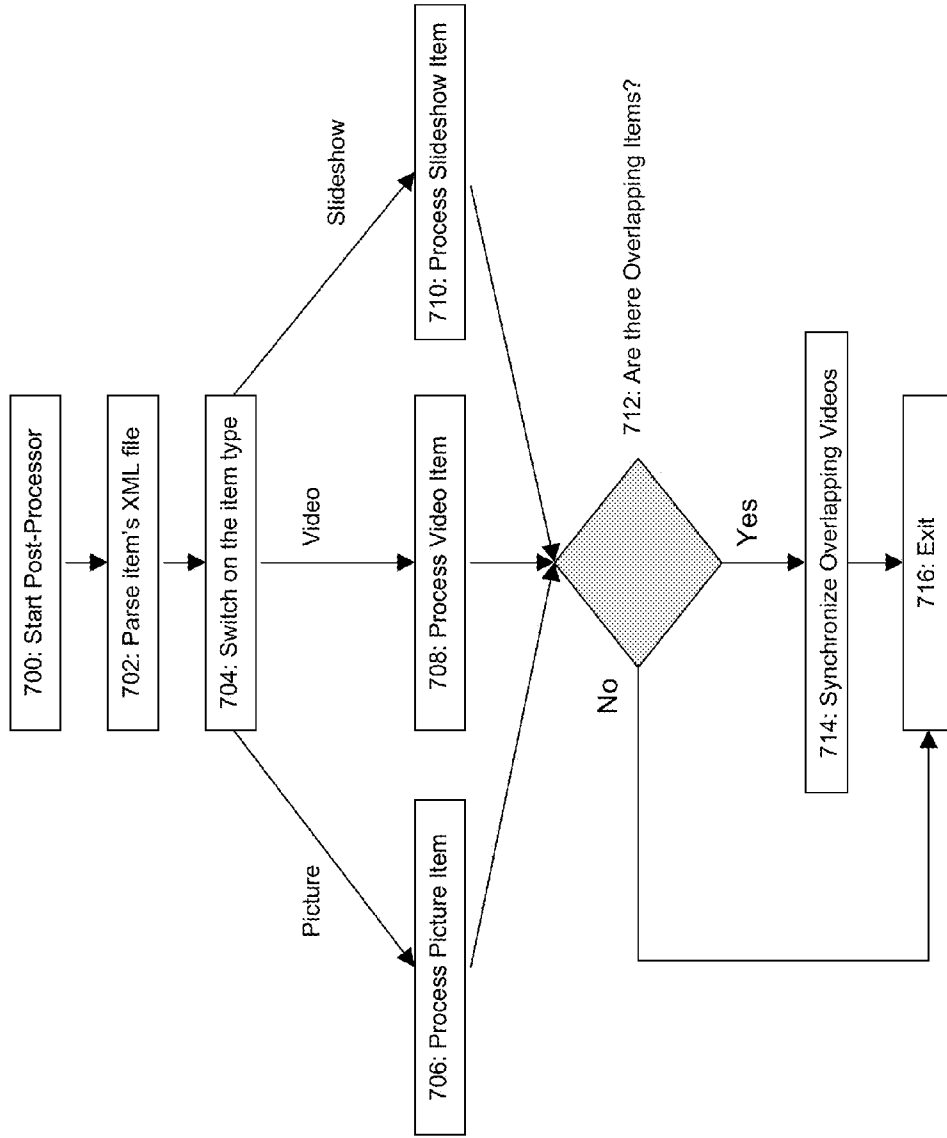 700: Start Post-Processor
702: Parse item's XML file
704: Switch on the item type
Picture
Video
Slideshow
706: Process Picture Item
708: Process Video Item
710: Process Slideshow Item
712: Are there Overlapping Items?
No
Yes
714: Synchronize Overlapping Videos
716: Exit